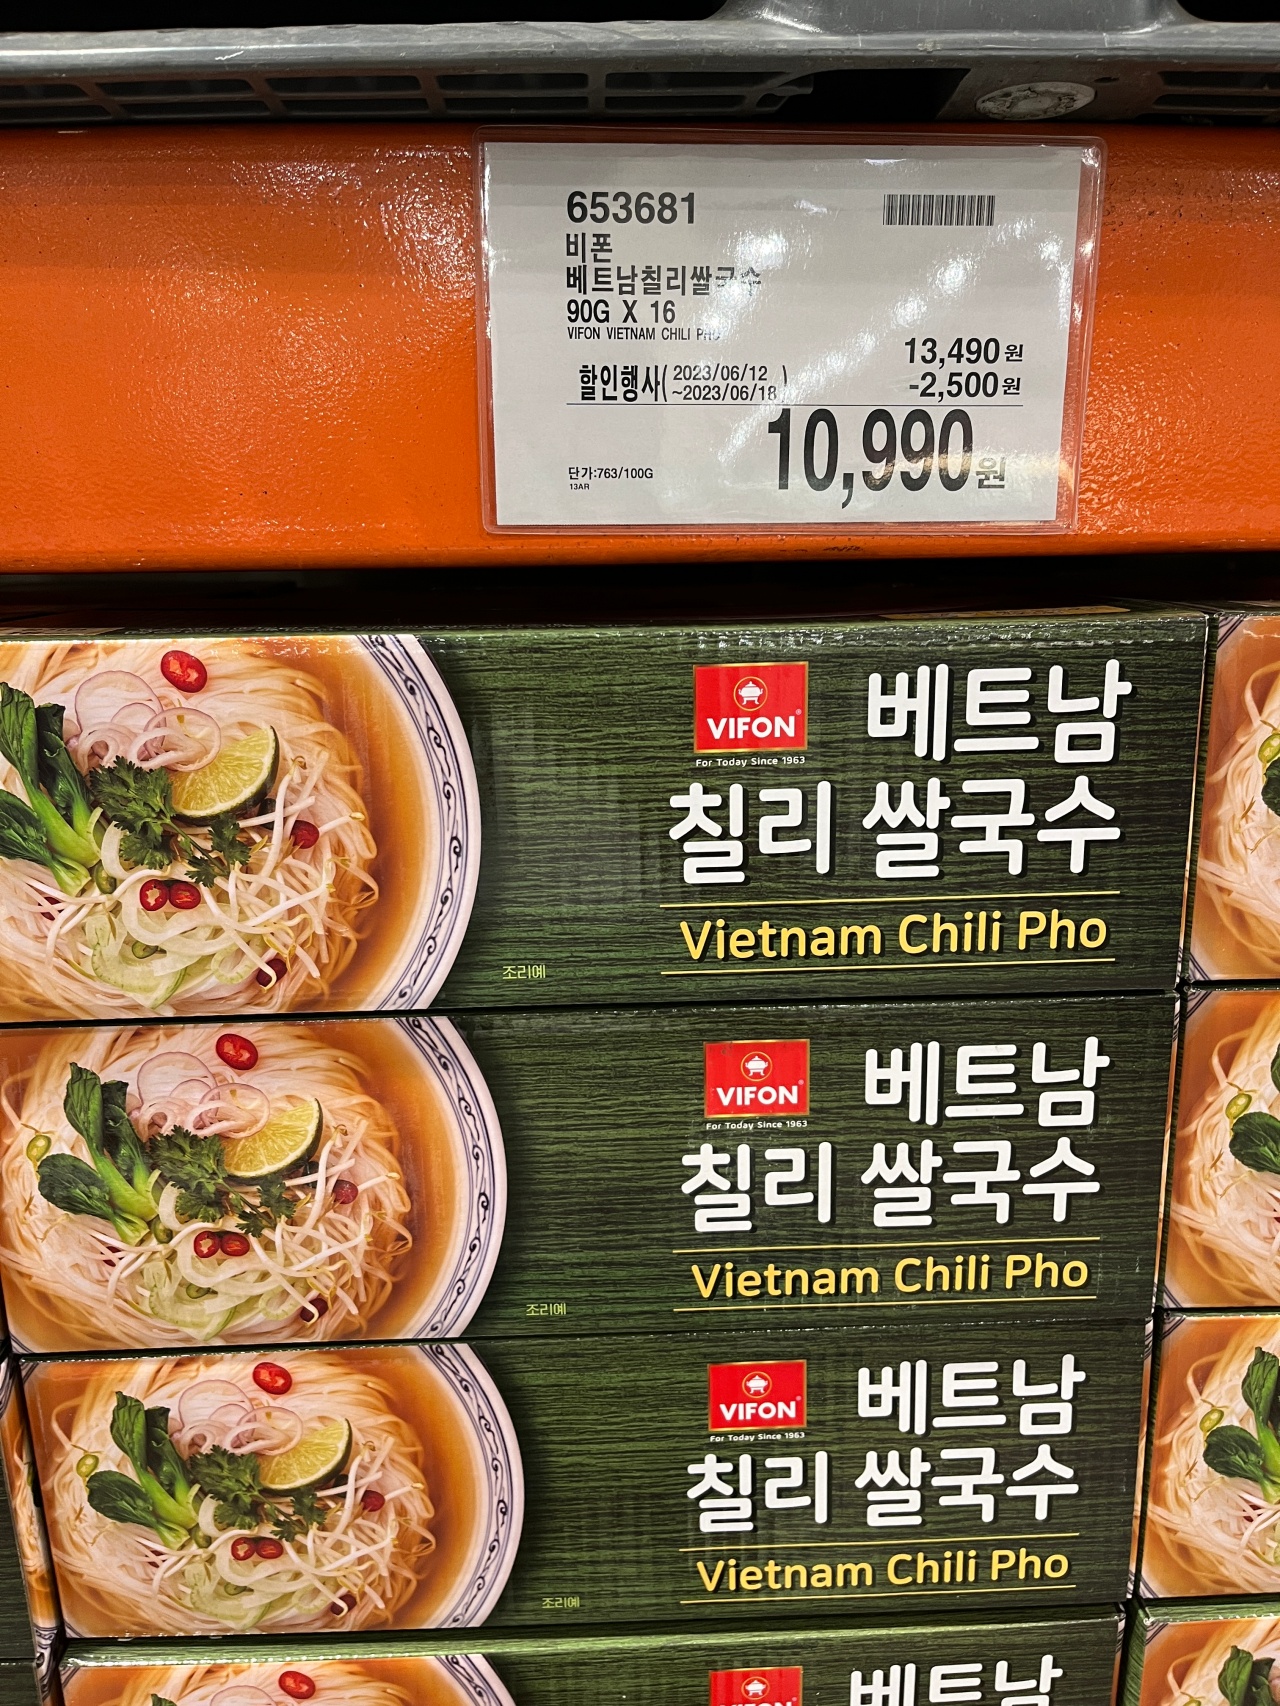 653681
비폰
베트남칠리쌀국수
90G X 16
VIFON VIETNAM CHILI PHO
13,490원
할인행사( 2023/06/12
~2023/06/18 )
-2,500원
10,990원
단가:763/100G
13AR
VIFON
For Today Since 1963
베트남
칠리 쌀국수
Vietnam Chili Pho
조리예
VIFON
For Today Since 1963
베트남
칠리 쌀국수
Vietnam Chili Pho
조리예
VIFON
For Today Since 1963
베트남
칠리 쌀국수
Vietnam Chili Pho
조리예
VIFON
베트남